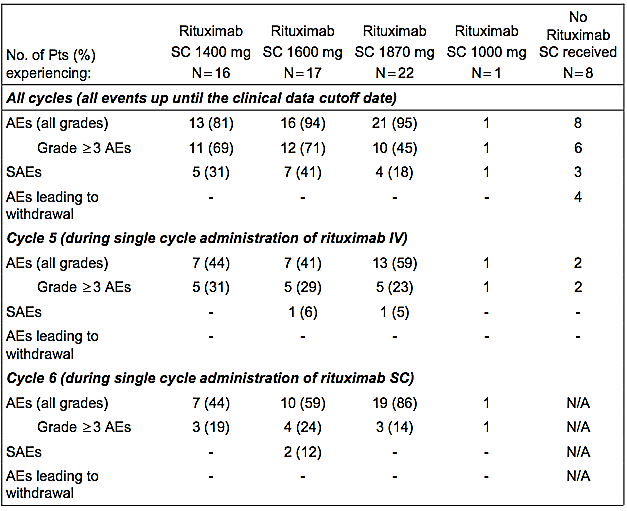 No. of Pts (%) experiencing: Rituximab SC 1400 mg N=16 Rituximab SC 1600 mg N=17 Rituximab SC 1870 mg N=22 Rituximab SC 1000 mg N=1 No Rituximab SC received N=8
All cycles (all events up until the clinical data cutoff date)
AEs (all grades) 13 (81) 16 (94) 21 (95) 1 8
Grade ≥3 AEs 11 (69) 12 (71) 10 (45) 1 6
SAEs 5 (31) 7 (41) 4 (18) 1 3
AEs leading to withdrawal - - - - 4
Cycle 5 (during single cycle administration of rituximab IV)
AEs (all grades) 7 (44) 7 (41) 13 (59) 1 2
Grade ≥3 AEs 5 (31) 5 (29) 5 (23) 1 2
SAEs - 1 (6) 1 (5) - -
AEs leading to withdrawal - - - - -
Cycle 6 (during single cycle administration of rituximab SC)
AEs (all grades) 7 (44) 10 (59) 19 (86) 1 N/A
Grade ≥3 AEs 3 (19) 4 (24) 3 (14) 1 N/A
SAEs - 2 (12) - - N/A
AEs leading to withdrawal - - - - N/A